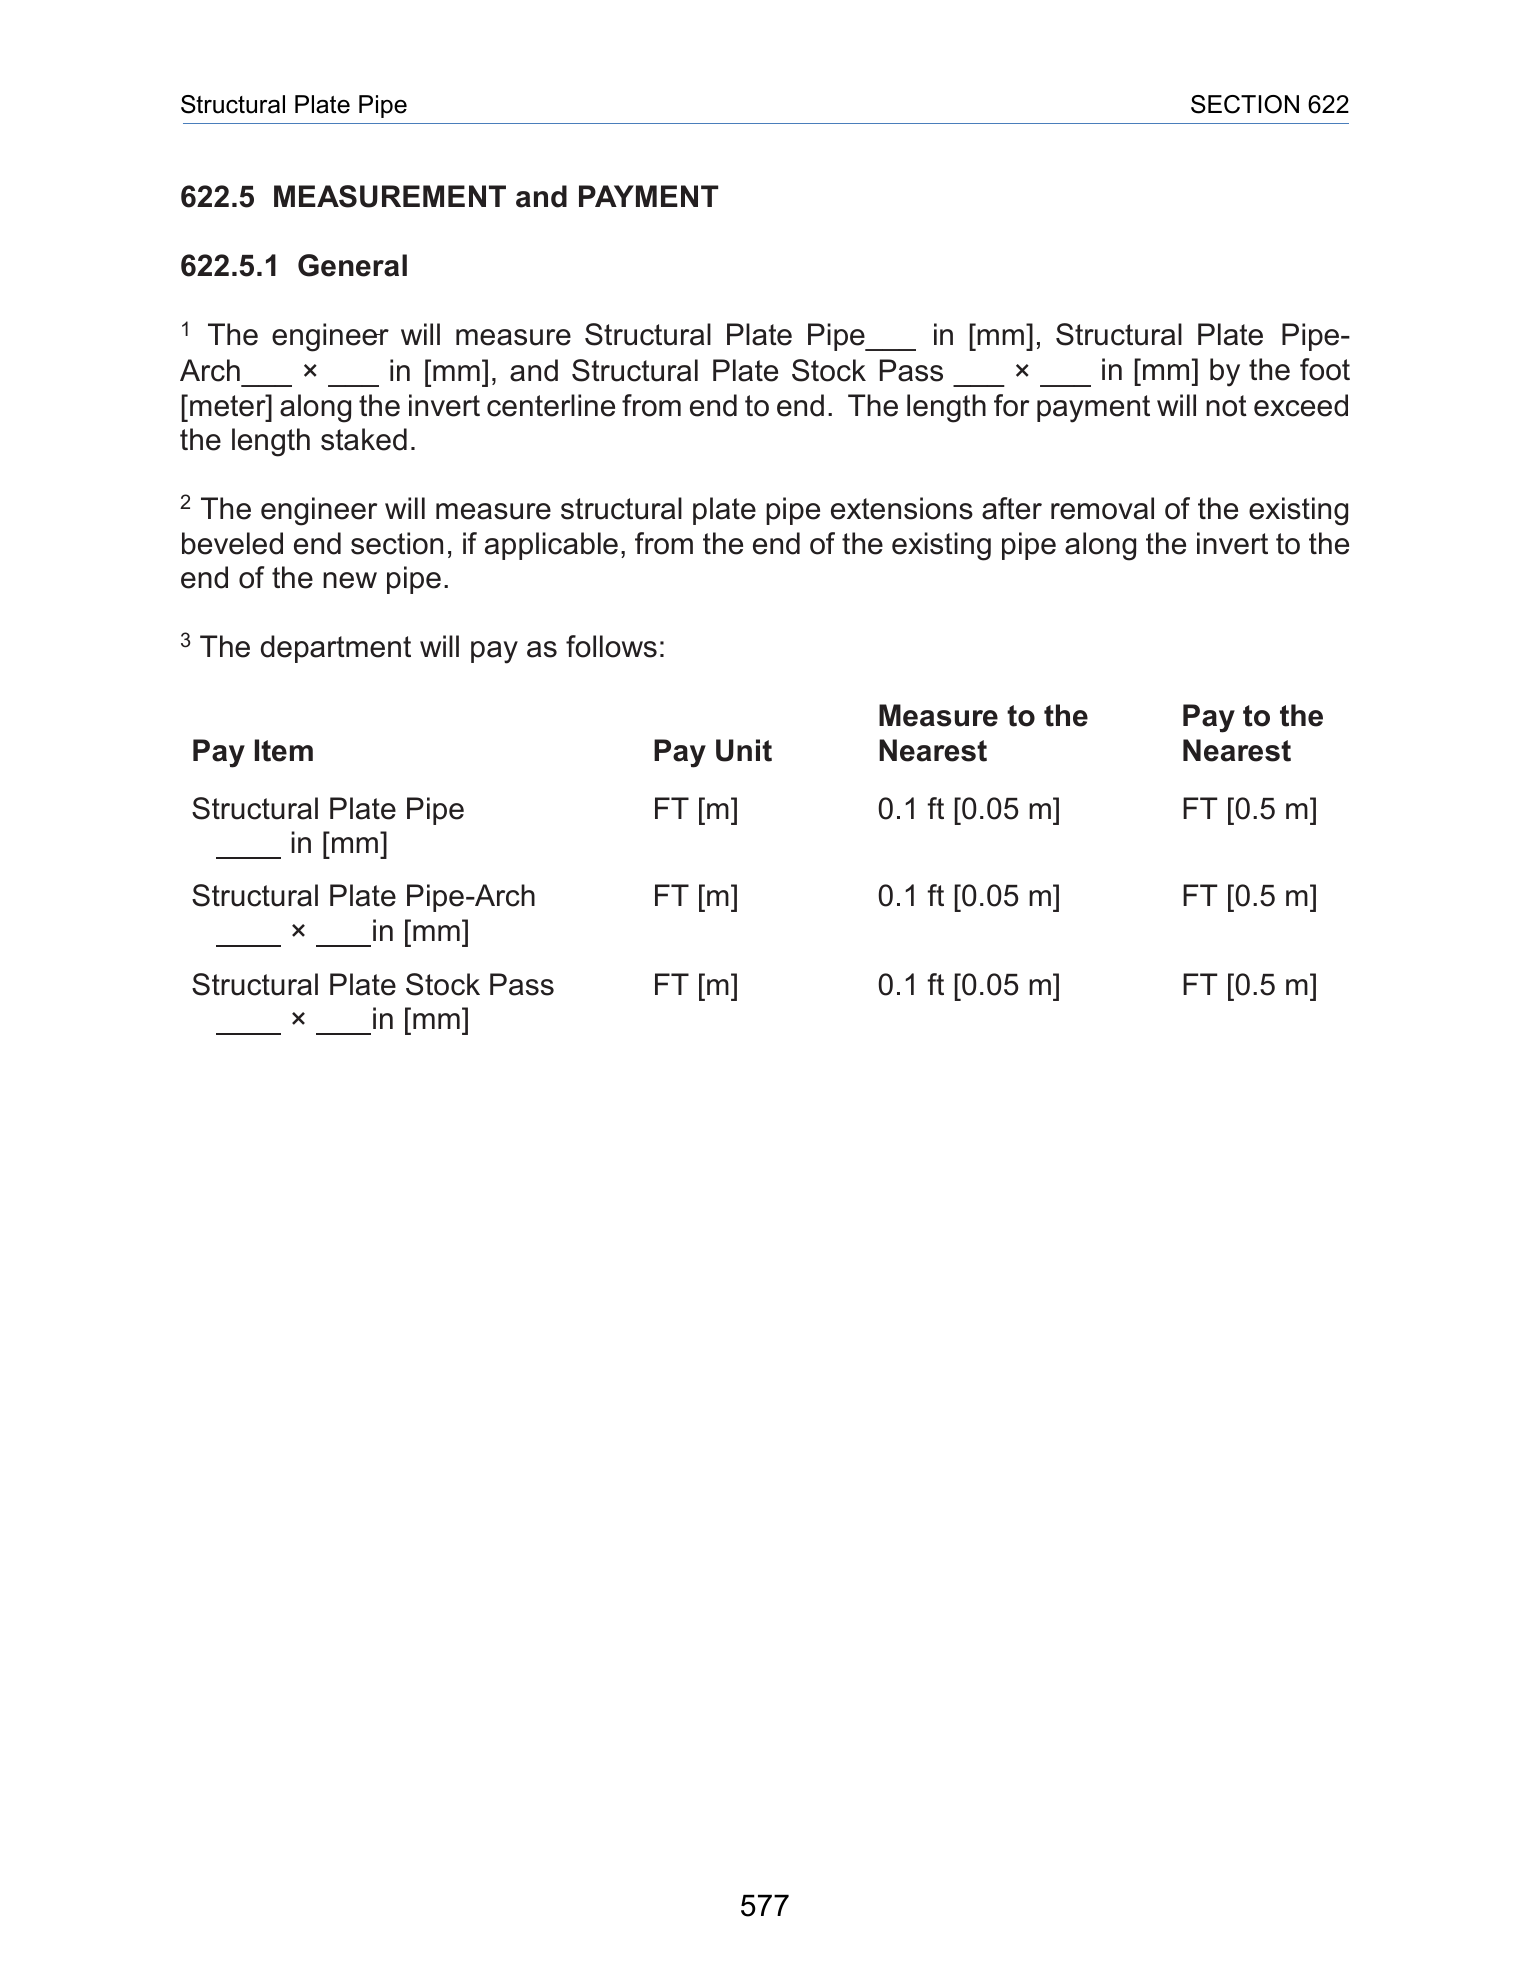 Structural Plate Pipe SECTION 622
622.5 MEASUREMENT and PAYMENT
622.5.1 General
1 The engineer will measure Structural Plate Pipe___ in [mm], Structural Plate Pipe-
Arch___ × ___ in [mm], and Structural Plate Stock Pass ___ × ___ in [mm] by the foot
[meter] along the invert centerline from end to end. The length for payment will not exceed
the length staked.
2 The engineer will measure structural plate pipe extensions after removal of the existing
beveled end section, if applicable, from the end of the existing pipe along the invert to the
end of the new pipe.
3 The department will pay as follows:
Measure to the Pay to the
Pay Item Pay Unit Nearest Nearest
Structural Plate Pipe FT [m] 0.1 ft [0.05 m] FT [0.5 m]
____ in [mm]
Structural Plate Pipe-Arch FT [m] 0.1 ft [0.05 m] FT [0.5 m]
____ × ___in [mm]
Structural Plate Stock Pass FT [m] 0.1 ft [0.05 m] FT [0.5 m]
____ × ___in [mm]
577